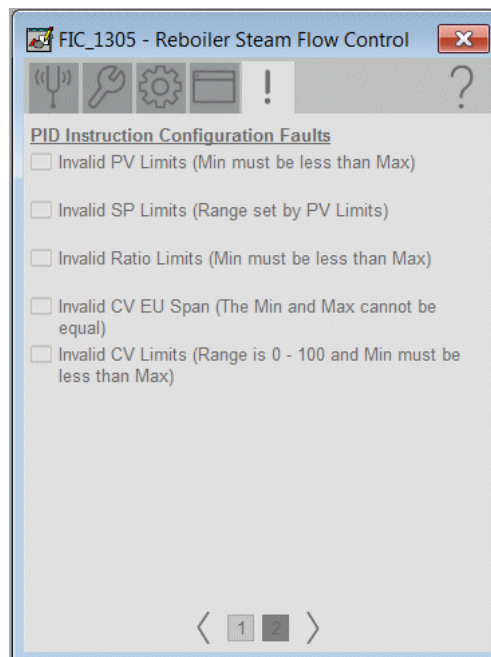 FIC_1305 - Reboiler Steam Flow Control
PID Instruction Configuration Faults
Invalid PV Limits (Min must be less than Max)
Invalid SP Limits (Range set by PV Limits)
Invalid Ratio Limits (Min must be less than Max)
Invalid CV EU Span (The Min and Max cannot be
equal)
Invalid CV Limits (Range is 0 - 100 and Min must be
less than Max)
1 2